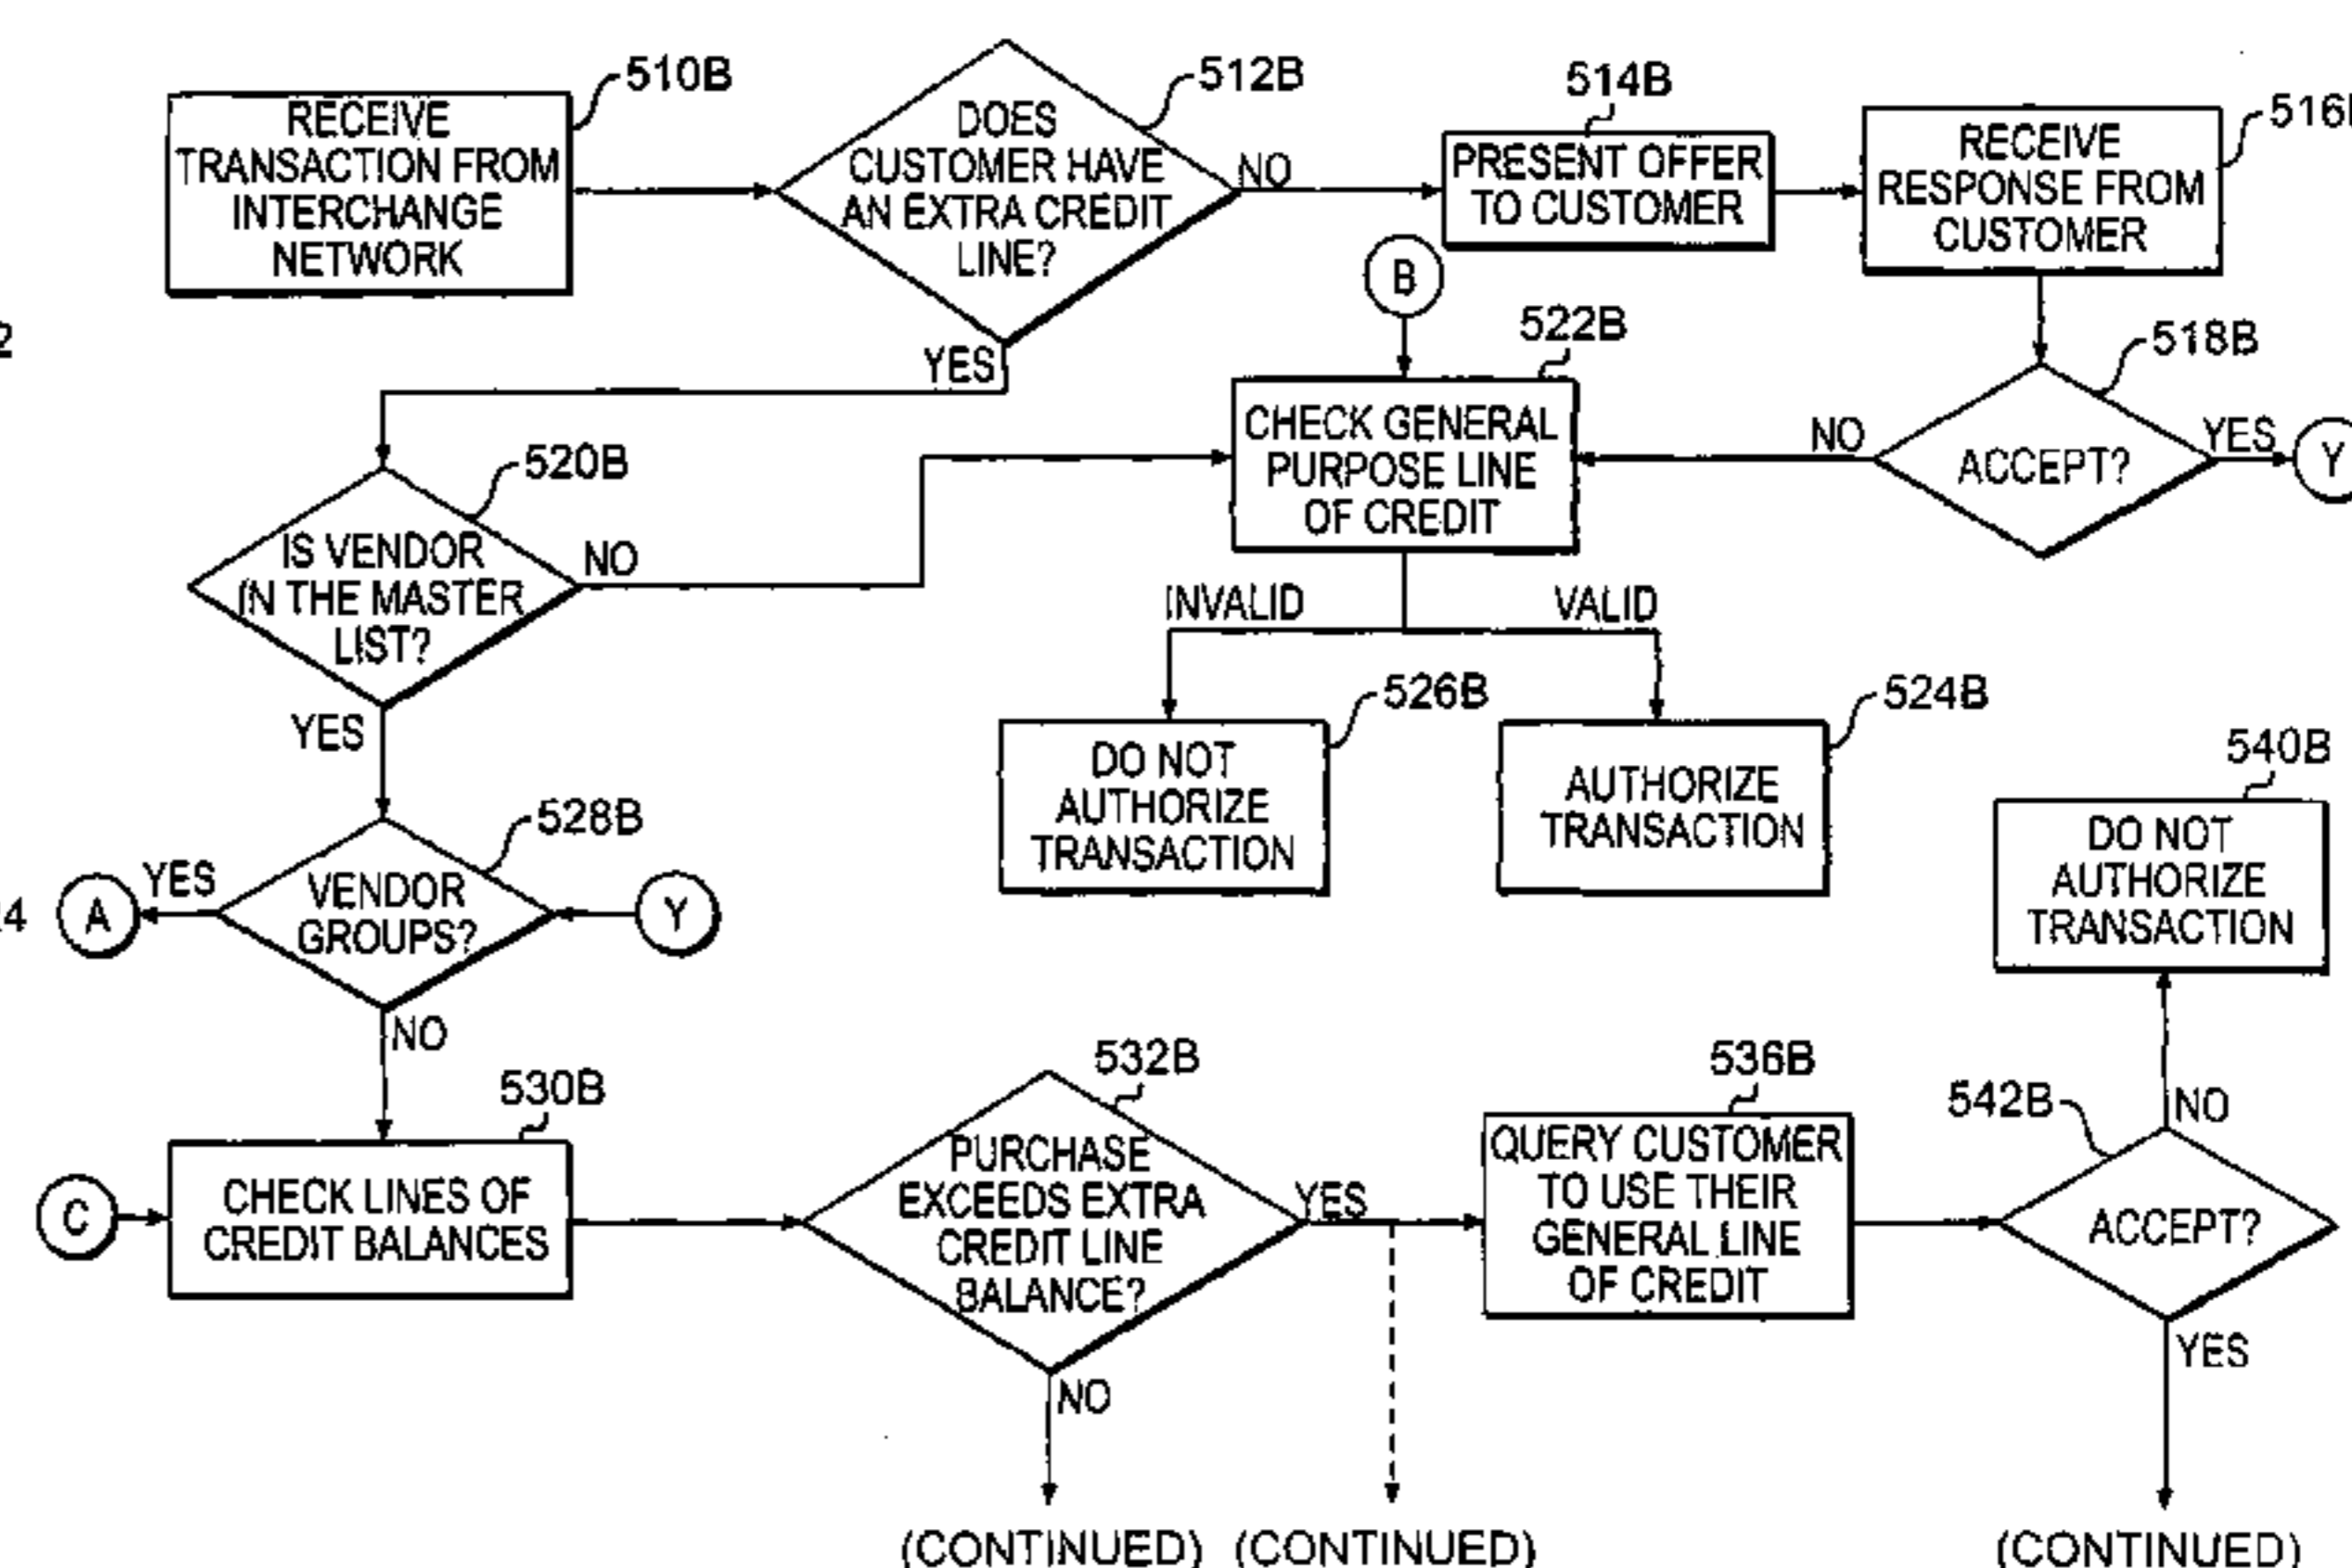 510B
RECEIVE
TRANSACTION FROM
INTERCHANGE
NETWORK
512B
DOES
CUSTOMER HAVE
AN EXTRA CREDIT
LINE?
NO
YES
514B
PRESENT OFFER
TO CUSTOMER
516
RECEIVE
RESPONSE FROM
CUSTOMER
B
2
522B
CHECK GENERAL
PURPOSE LINE
OF CREDIT
518B
ACCEPT?
NO
YES
Y
520B
IS VENDOR
IN THE MASTER
LIST?
NO
YES
INVALID
VALID
526B
DO NOT
AUTHORIZE
TRANSACTION
524B
AUTHORIZE
TRANSACTION
540B
DO NOT
AUTHORIZE
TRANSACTION
528B
VENDOR
GROUPS?
YES
A
4
Y
NO
530B
C
CHECK LINES OF
CREDIT BALANCES
532B
PURCHASE
EXCEEDS EXTRA
CREDIT LINE
BALANCE?
YES
NO
536B
QUERY CUSTOMER
TO USE THEIR
GENERAL LINE
OF CREDIT
542B
ACCEPT?
NO
YES
(CONTINUED)
(CONTINUED)
(CONTINUED)